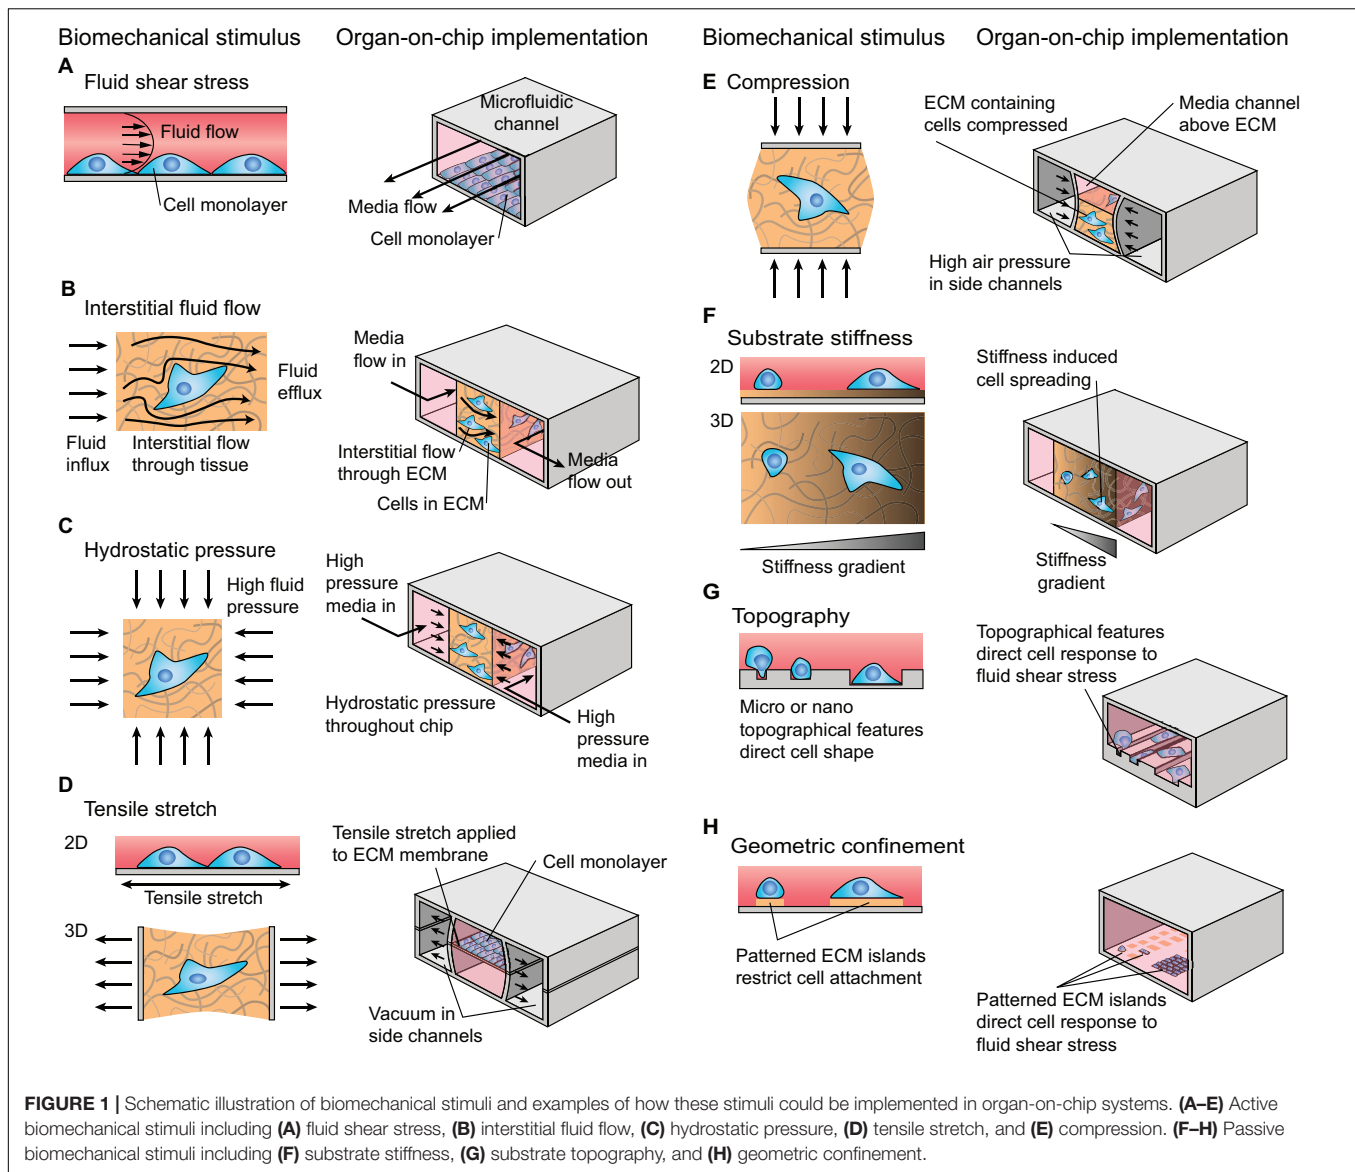 Biomechanical stimulus
Organ-on-chip implementation
A
Fluid shear stress
Fluid flow
Cell monolayer
Microfluidic
channel
Media flow
Cell monolayer
B
Interstitial fluid flow
Fluid
efflux
Fluid
influx
Interstitial flow
through tissue
Media
flow in
Interstitial flow
through ECM
Cells in ECM
Media
flow out
C
Hydrostatic pressure
High fluid
pressure
High
pressure
media in
Hydrostatic pressure
throughout chip
High
pressure
media in
D
Tensile stretch
2D
Tensile stretch
3D
Tensile stretch applied
to ECM membrane
Cell monolayer
Vacuum in
side channels
Biomechanical stimulus
Organ-on-chip implementation
E
Compression
ECM containing
cells compressed
Media channel
above ECM
High air pressure
in side channels
F
Substrate stiffness
2D
3D
Stiffness gradient
Stiffness induced
cell spreading
Stiffness
gradient
G
Topography
Micro or nano
topographical features
direct cell shape
Topographical features
direct cell response to
fluid shear stress
H
Geometric confinement
Patterned ECM islands
restrict cell attachment
Patterned ECM islands
direct cell response to
fluid shear stress
FIGURE 1 | Schematic illustration of biomechanical stimuli and examples of how these stimuli could be implemented in organ-on-chip systems. (A–E) Active
biomechanical stimuli including (A) fluid shear stress, (B) interstitial fluid flow, (C) hydrostatic pressure, (D) tensile stretch, and (E) compression. (F–H) Passive
biomechanical stimuli including (F) substrate stiffness, (G) substrate topography, and (H) geometric confinement.